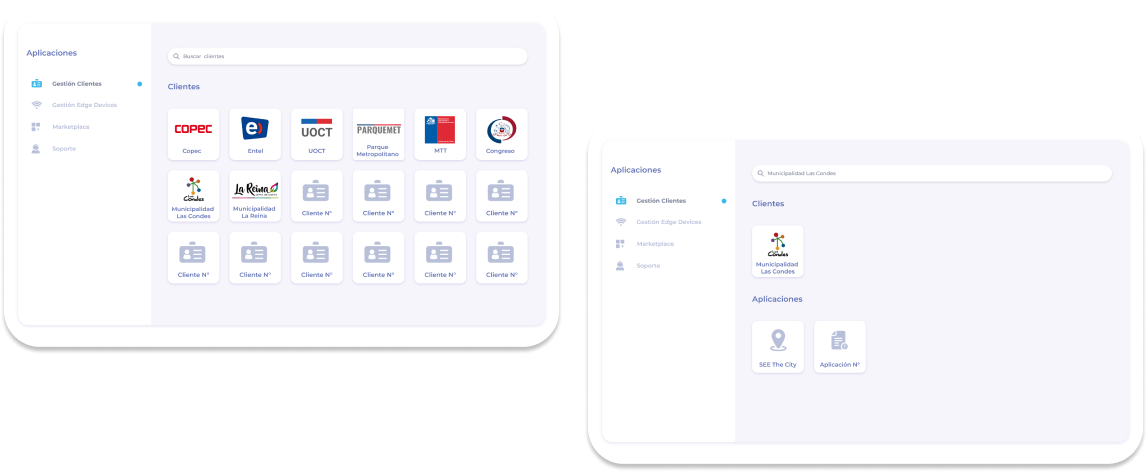 Aplicaciones
Gestión Clientes
Gestión Edge Devices
Marketplace
Soporte
Buscar clientes
Clientes
COPEC
Copec
e)
Entel
UOCT
UOCT
PARQUEMET
Parque
Metropolitano
MTT
Congreso
Las Condes
Municipalidad
Las Condes
La Reina
Municipalidad
La Reina
Cliente N°
Cliente N°
Cliente N°
Cliente N°
Cliente N°
Cliente N°
Cliente N°
Cliente N°
Cliente N°
Cliente N°
Aplicaciones
Gestión Clientes
Gestión Edge Devices
Marketplace
Soporte
Municipalidad Las Condes
Clientes
Las Condes
Municipalidad
Las Condes
Aplicaciones
SEE The City
Aplicación N°